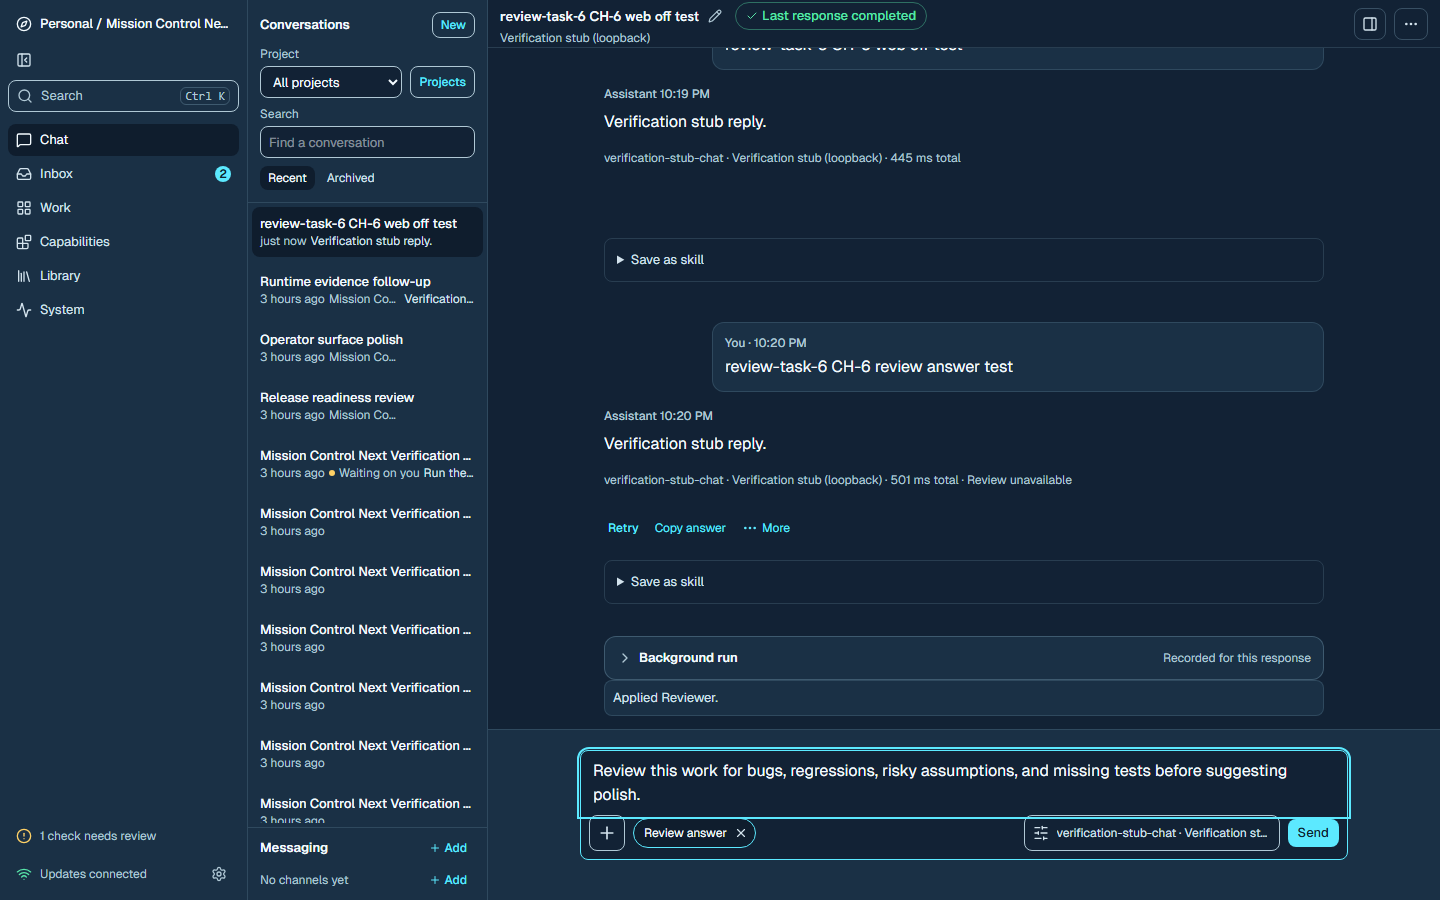 Personal / Mission Control Ne...
Search
Ctrl K
Chat
Inbox
2
Work
Capabilities
Library
System
1 check needs review
Updates connected
Conversations
New
Project
All projects
Projects
Search
Find a conversation
Recent
Archived
review-task-6 CH-6 web off test
just now Verification stub reply.
Runtime evidence follow-up
3 hours ago Mission Co... Verification...
Operator surface polish
3 hours ago Mission Co...
Release readiness review
3 hours ago Mission Co...
Mission Control Next Verification ...
3 hours ago Waiting on you Run the...
Mission Control Next Verification ...
3 hours ago
Mission Control Next Verification ...
3 hours ago
Mission Control Next Verification ...
3 hours ago
Mission Control Next Verification ...
3 hours ago
Mission Control Next Verification ...
3 hours ago
Mission Control Next Verification ...
3 hours ago
Messaging
+ Add
No channels yet
+ Add
review-task-6 CH-6 web off test
Last response completed
Verification stub (loopback)
review-task-6 CH-6 web off test
Assistant 10:19 PM
Verification stub reply.
verification-stub-chat · Verification stub (loopback) · 445 ms total
Save as skill
You · 10:20 PM
review-task-6 CH-6 review answer test
Assistant 10:20 PM
Verification stub reply.
verification-stub-chat · Verification stub (loopback) · 501 ms total · Review unavailable
Retry
Copy answer
··· More
Save as skill
Background run
Recorded for this response
Applied Reviewer.
Review this work for bugs, regressions, risky assumptions, and missing tests before suggesting
polish.
Review answer
verification-stub-chat · Verification st...
Send